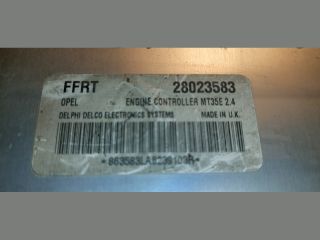 FFRT 28023583
OPEL ENGINE CONTROLLER MT35E 2.4
DELPHI DELCO ELECTRONICS SYSTEMS MADE IN U.K.